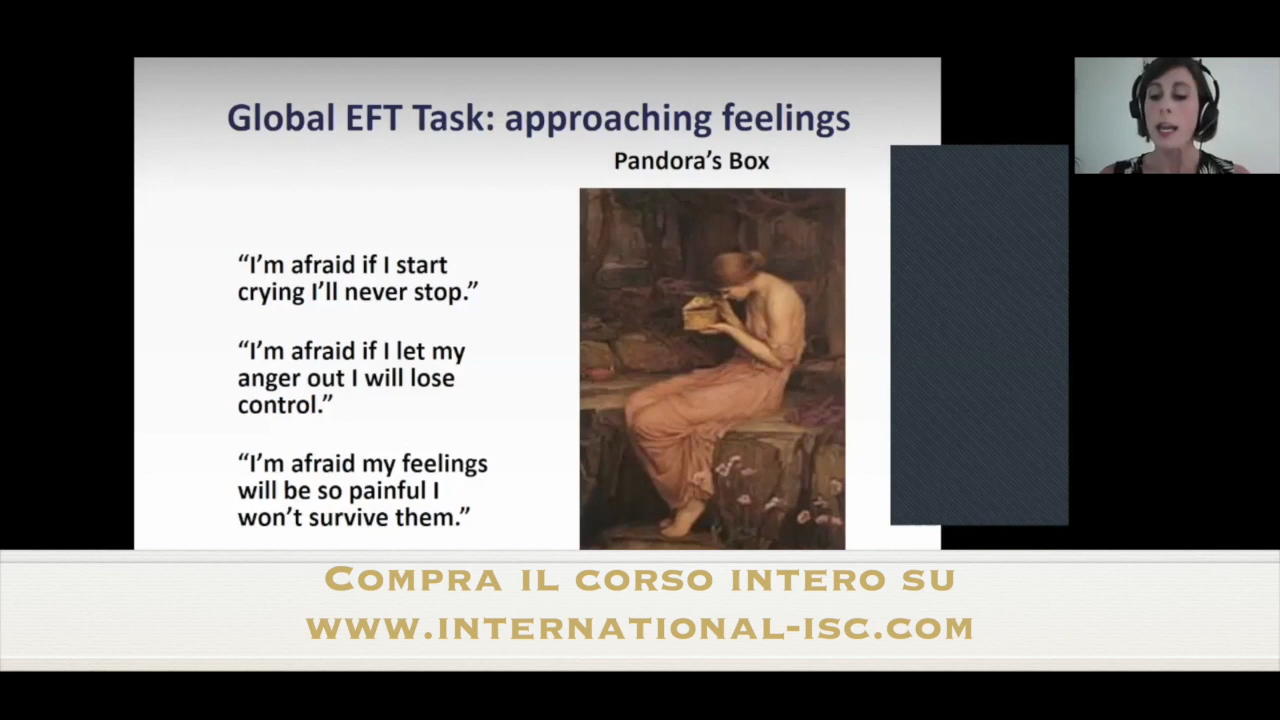 Global EFT Task: approaching feelings
Pandora’s Box
“I’m afraid if I start
crying I’ll never stop.”
“I’m afraid if I let my
anger out I will lose
control.”
“I’m afraid my feelings
will be so painful I
won’t survive them.”
Compra il corso intero su
www.international-isc.com